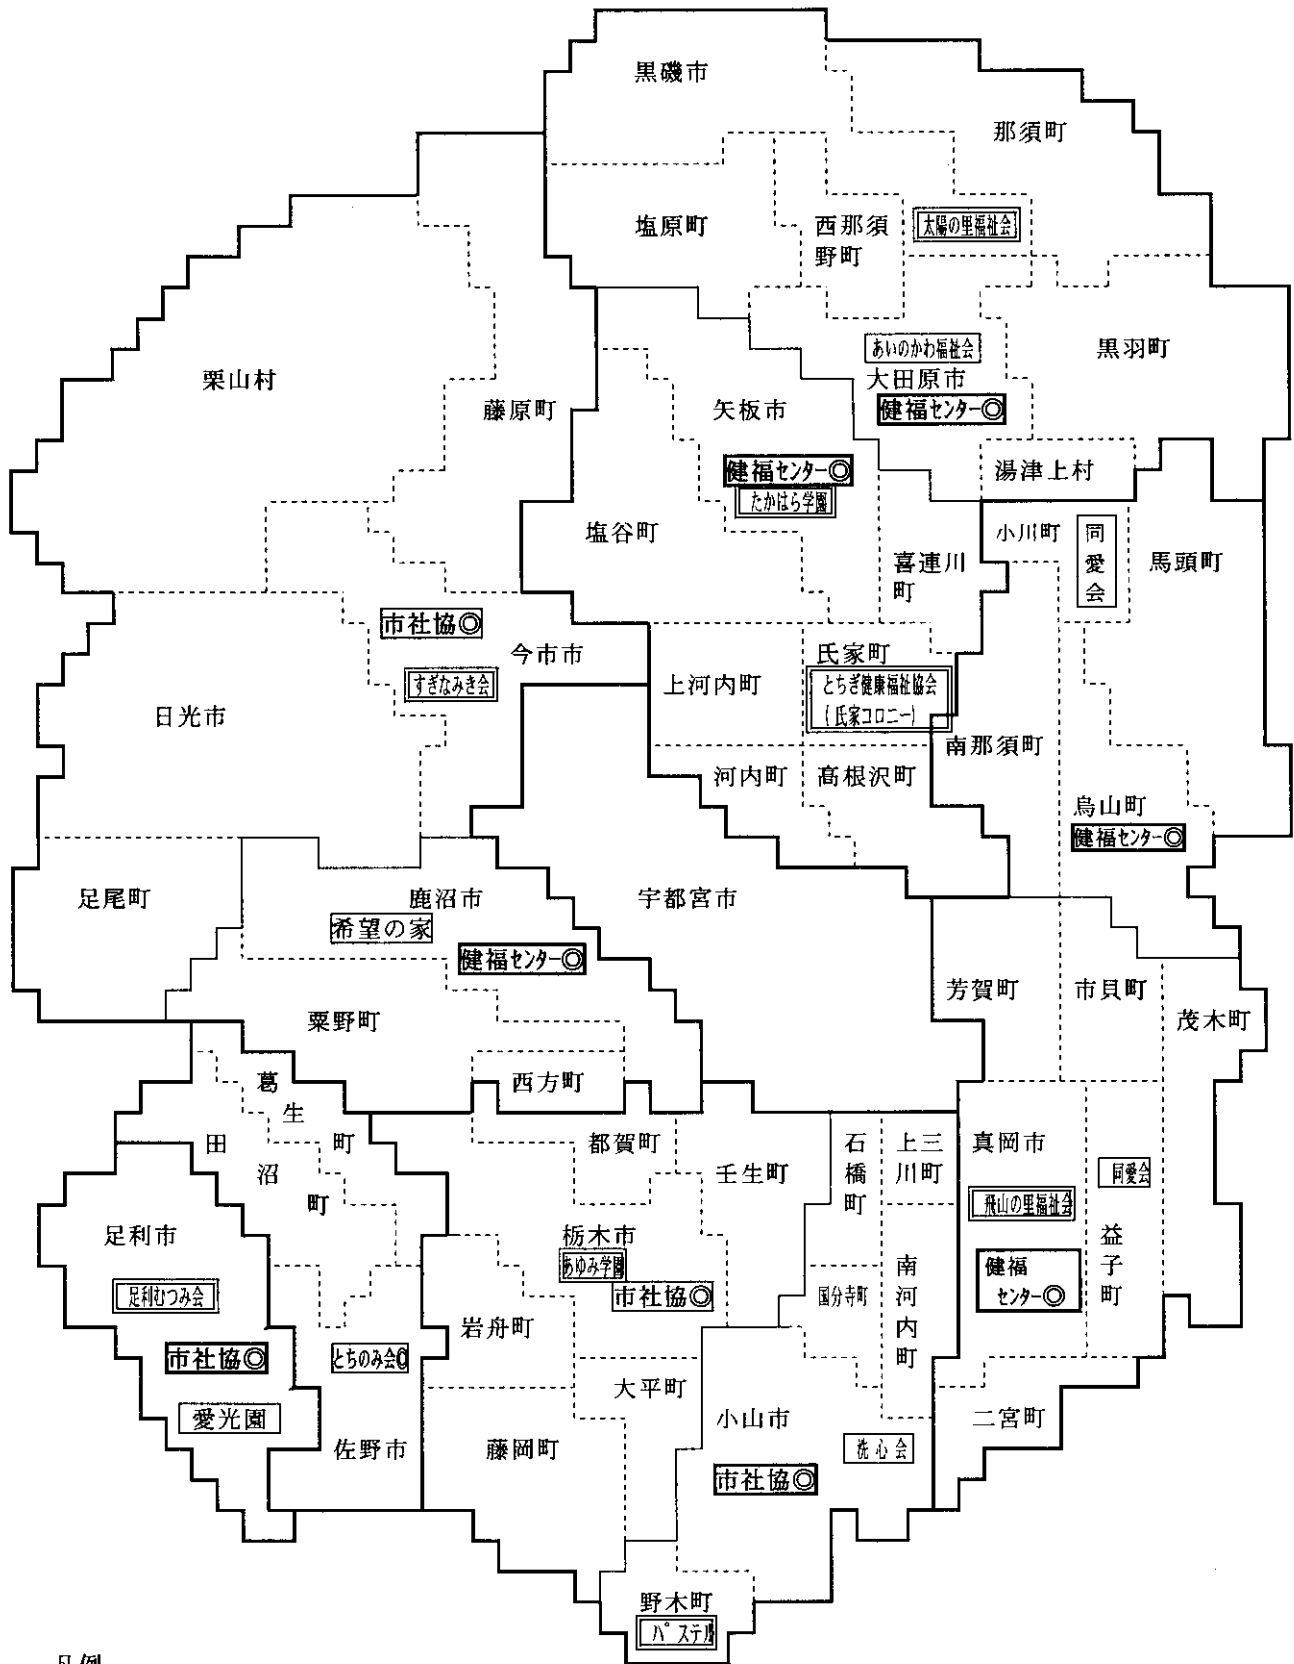 黒磯市
那須町
塩原町
西那須
野町
太陽の里福祉会
あいのかわ福祉会
大田原市
健福センター◎
黒羽町
栗山村
藤原町
矢板市
健福センター◎
たかはら学園
湯津上村
塩谷町
喜連川
町
小川町
同愛会
馬頭町
市社協◎
今市市
すぎなみき会
日光市
上河内町
氏家町
とちぎ健康福祉協会
(氏家コロニー)
南那須町
河内町
高根沢町
烏山町
健福センター◎
足尾町
鹿沼市
希望の家
健福センター◎
宇都宮市
芳賀町
市貝町
茂木町
粟野町
西方町
葛生町
田沼町
都賀町
壬生町
石橋町
上三
川町
真岡市
同愛会
飛山の里福祉会
益子町
健福
センター◎
足利市
足利むつみ会
市社協◎
愛光園
栃木市
あゆみ学園
市社協◎
国分寺町
南河内町
岩舟町
とちのみ会◎
大平町
小山市
洗心会
市社協◎
二宮町
佐野市
藤岡町
野木町
パステル
凡例